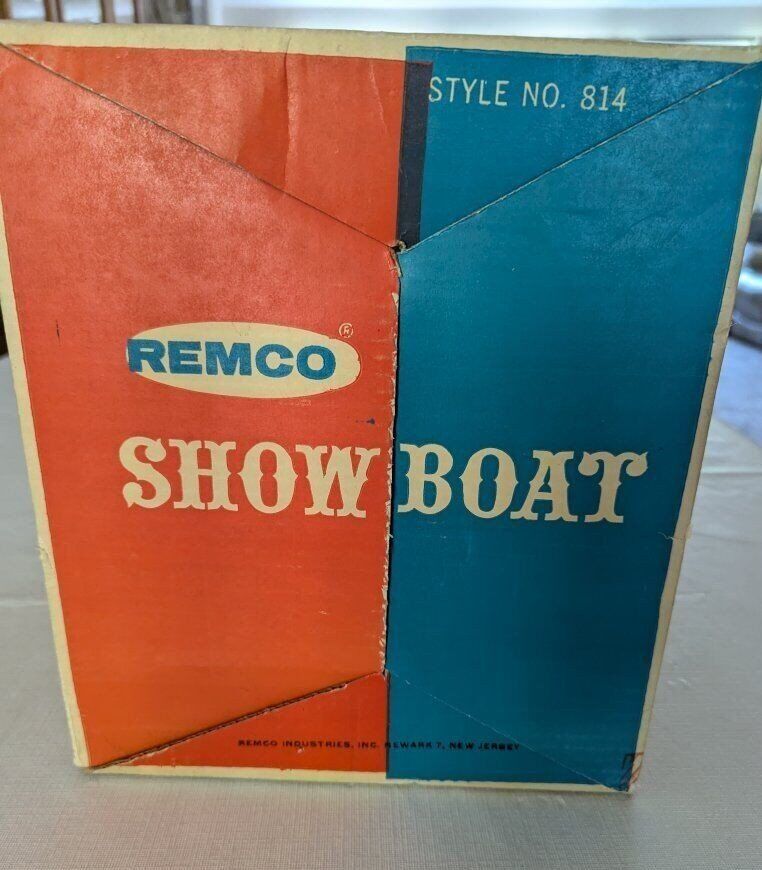 STYLE NO. 814
REMCO ®
SHOW BOAT
REMCO INDUSTRIES, INC. NEWARK 7, NEW JERSEY